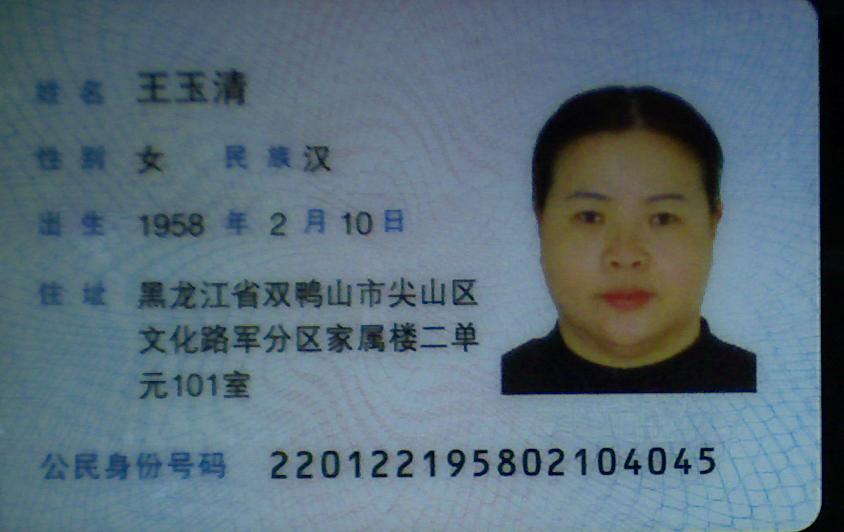 姓名 王玉清
性别 女 民族 汉
出生 1958 年 2 月 10 日
住址 黑龙江省双鸭山市尖山区
文化路军分区家属楼二单
元101室
公民身份号码 220122195802104045